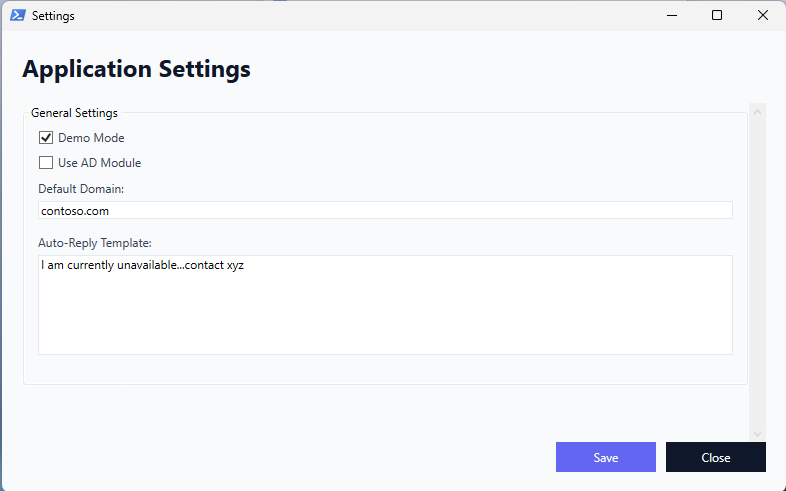 Settings
Application Settings
General Settings
Demo Mode
Use AD Module
Default Domain:
contoso.com
Auto-Reply Template:
I am currently unavailable...contact xyz
Save Close